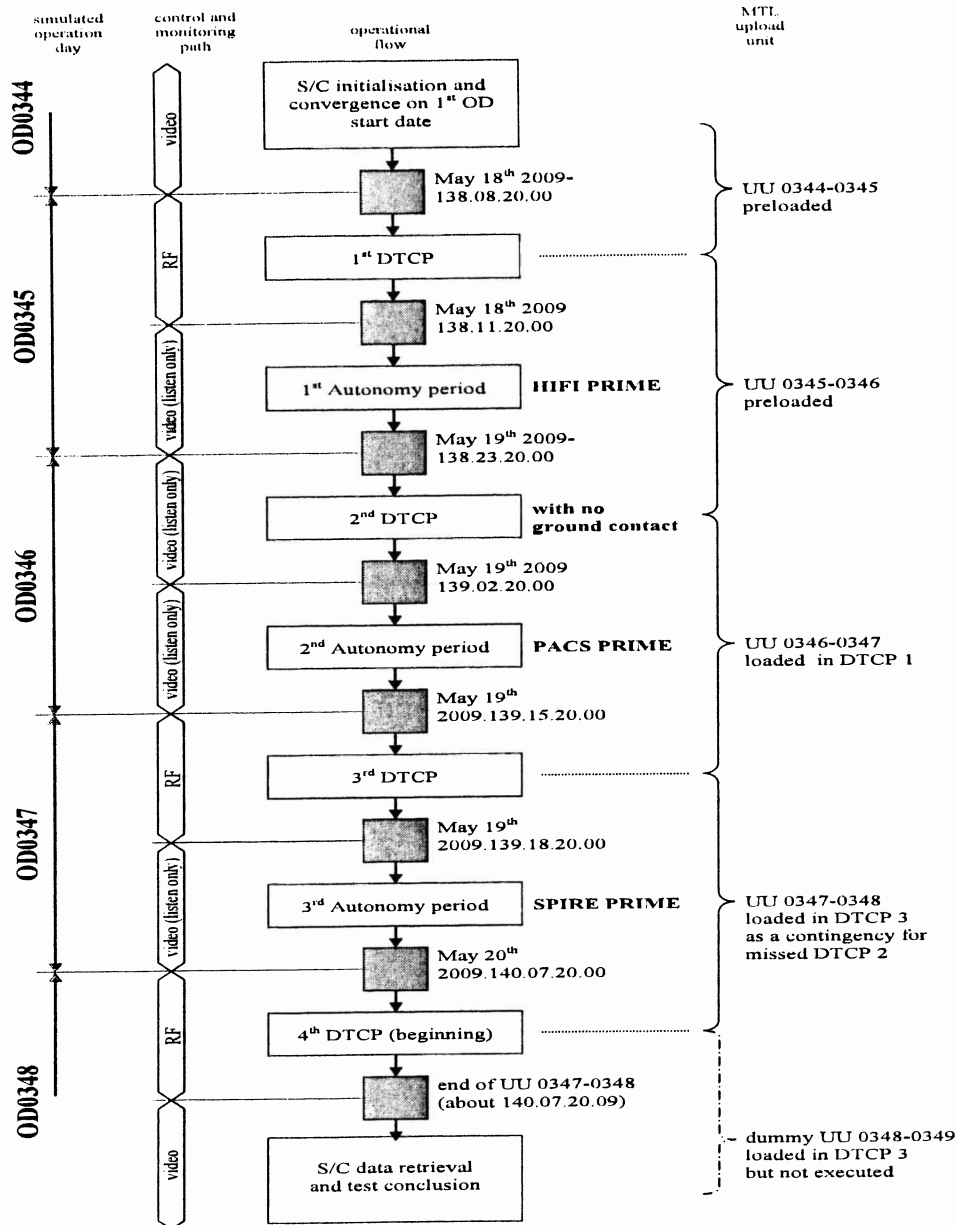 simulated operation day
control and monitoring path
operational flow
MTL upload unit
OD0344
OD0345
OD0346
OD0347
OD0348
video
RF
video (listen only)
video (listen only)
video (listen only)
RF
video (listen only)
RF
video
S/C initialisation and
convergence on 1st OD
start date
May 18th 2009-
138.08.20.00
1st DTCP
May 18th 2009
138.11.20.00
1st Autonomy period
HIFI PRIME
May 19th 2009-
138.23.20.00
2nd DTCP
with no
ground contact
May 19th 2009
139.02.20.00
2nd Autonomy period
PACS PRIME
May 19th
2009.139.15.20.00
3rd DTCP
May 19th
2009.139.18.20.00
3rd Autonomy period
SPIRE PRIME
May 20th
2009.140.07.20.00
4th DTCP (beginning)
end of UU 0347-0348
(about 140.07.20.09)
S/C data retrieval
and test conclusion
UU 0344-0345
preloaded
UU 0345-0346
preloaded
UU 0346-0347
loaded in DTCP 1
UU 0347-0348
loaded in DTCP 3
as a contingency for
missed DTCP 2
dummy UU 0348-0349
loaded in DTCP 3
but not executed